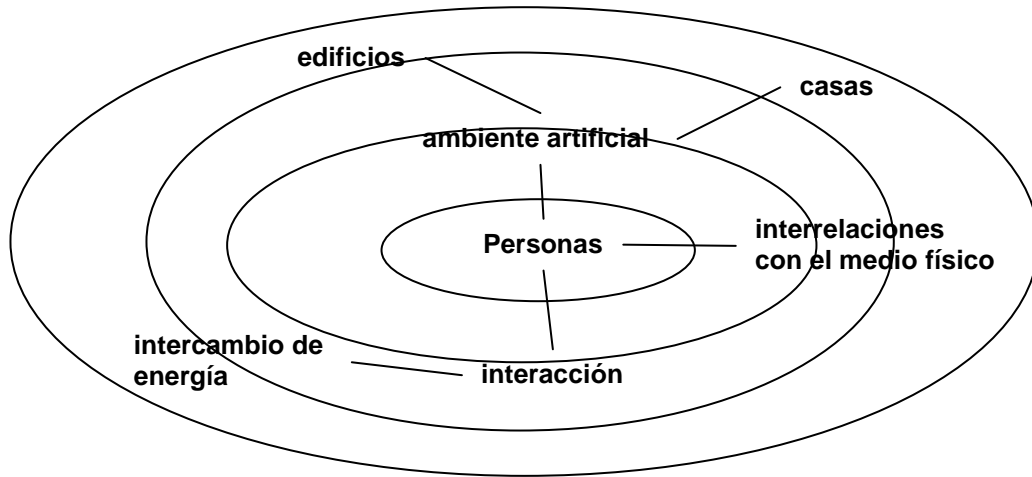 edificios
casas
ambiente artificial
Personas
interrelaciones
con el medio físico
intercambio de
energía
interacción